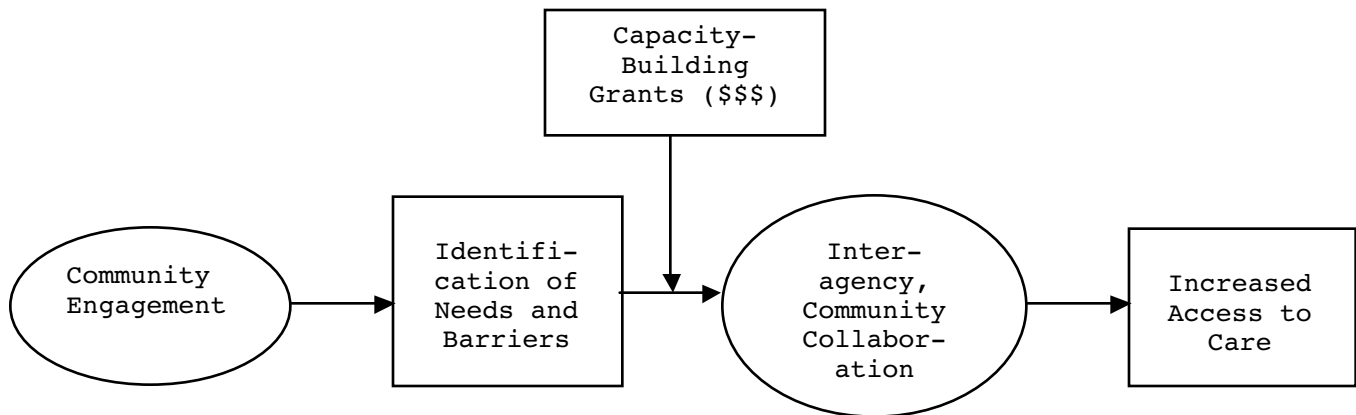 Capacity-
Building
Grants ($$$)
Community
Engagement
Identifi-
cation of
Needs and
Barriers
Inter-
agency,
Community
Collabor-
ation
Increased
Access to
Care